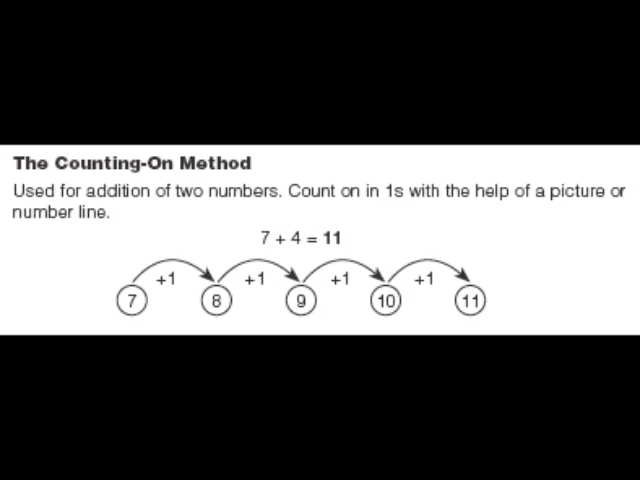 The Counting-On Method
Used for addition of two numbers. Count on in 1s with the help of a picture or
number line.
7 + 4 = 11
+1 +1 +1 +1
7 8 9 10 11